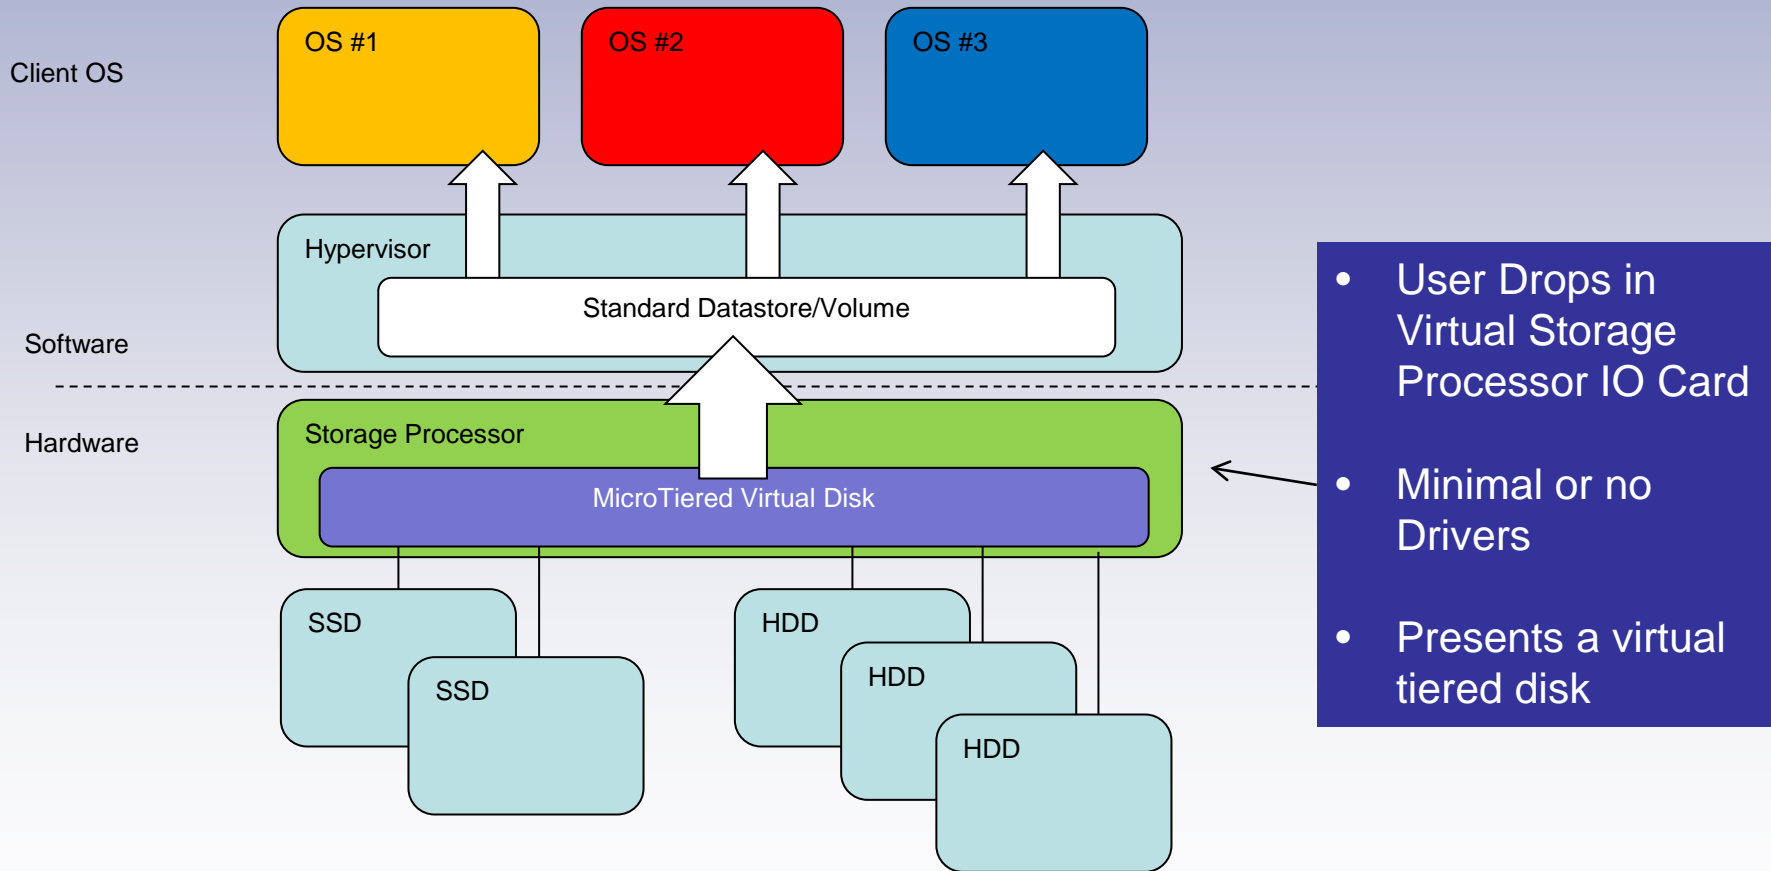 Client OS
OS #1
OS #2
OS #3
Hypervisor
Standard Datastore/Volume
Software
Hardware
Storage Processor
MicroTiered Virtual Disk
SSD
SSD
HDD
HDD
HDD
• User Drops in
Virtual Storage
Processor IO Card
• Minimal or no
Drivers
• Presents a virtual
tiered disk